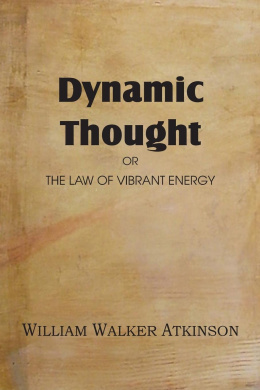 Dynamic
Thought
OR
THE LAW OF VIBRANT ENERGY
WILLIAM WALKER ATKINSON